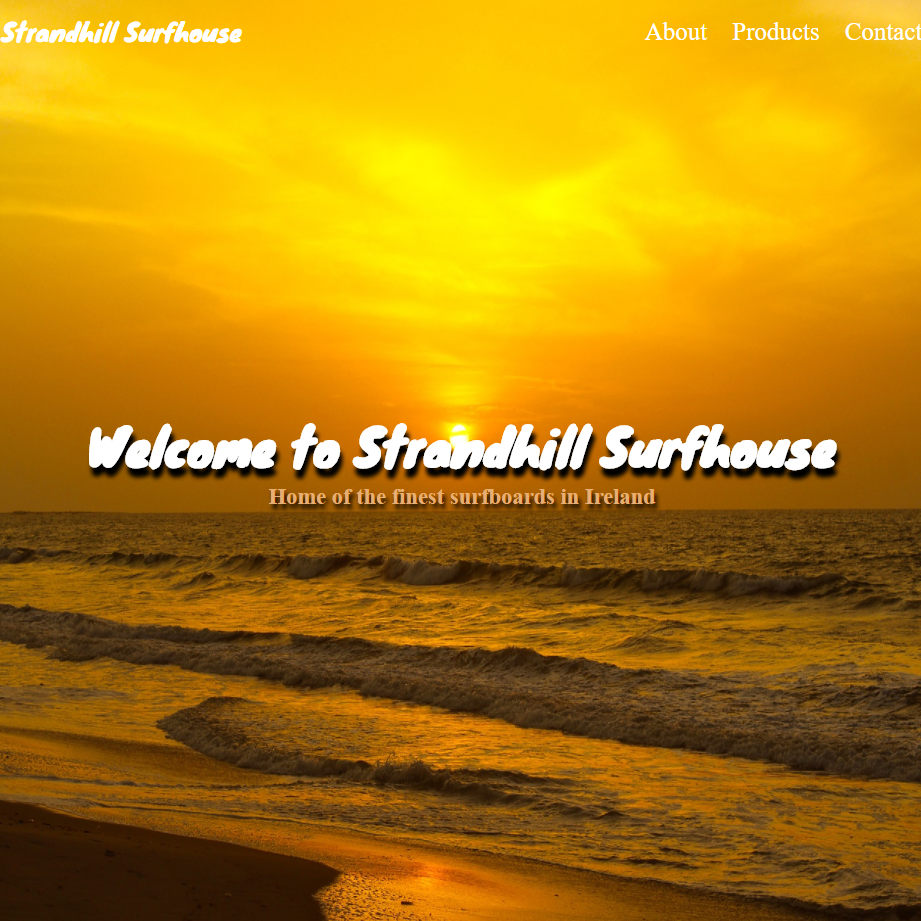 Strandhill Surfhouse
About Products Contact
Welcome to Strandhill Surfhouse
Home of the finest surfboards in Ireland